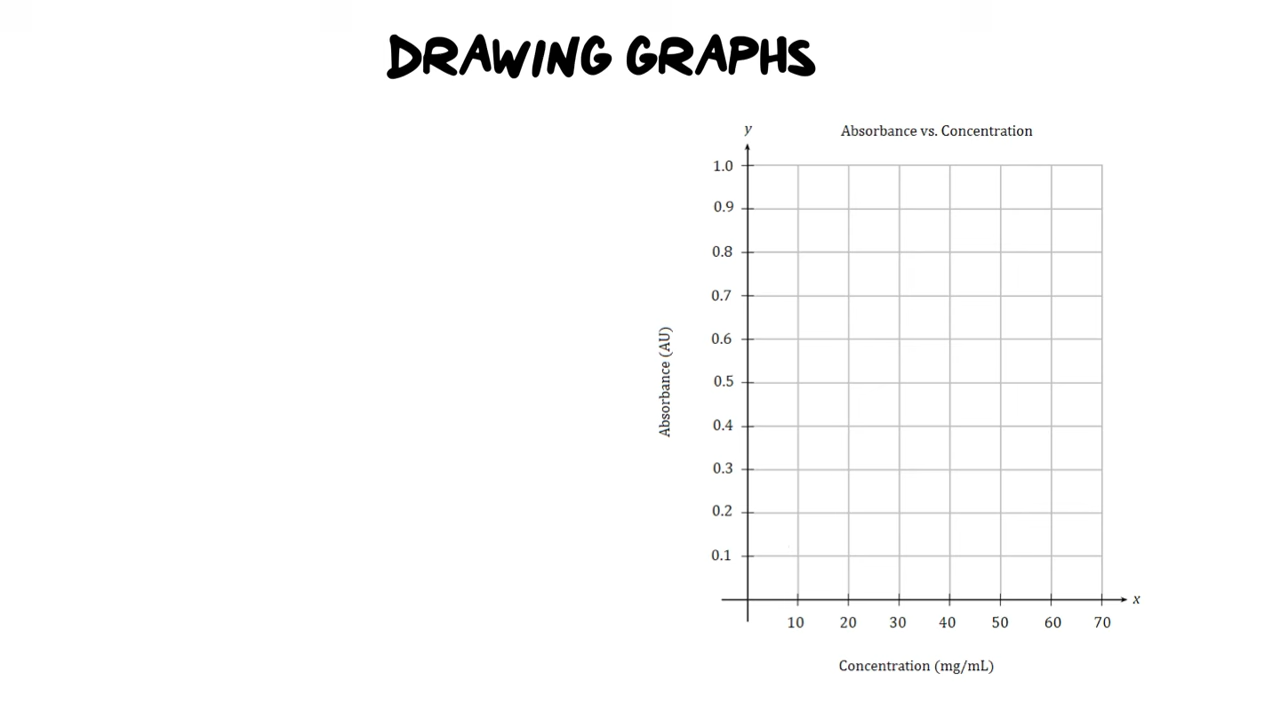 DRAWING GRAPHS
y
Absorbance vs. Concentration
1.0
0.9
0.8
0.7
0.6
0.5
0.4
0.3
0.2
0.1
Absorbance (AU)
x
10 20 30 40 50 60 70
Concentration (mg/mL)